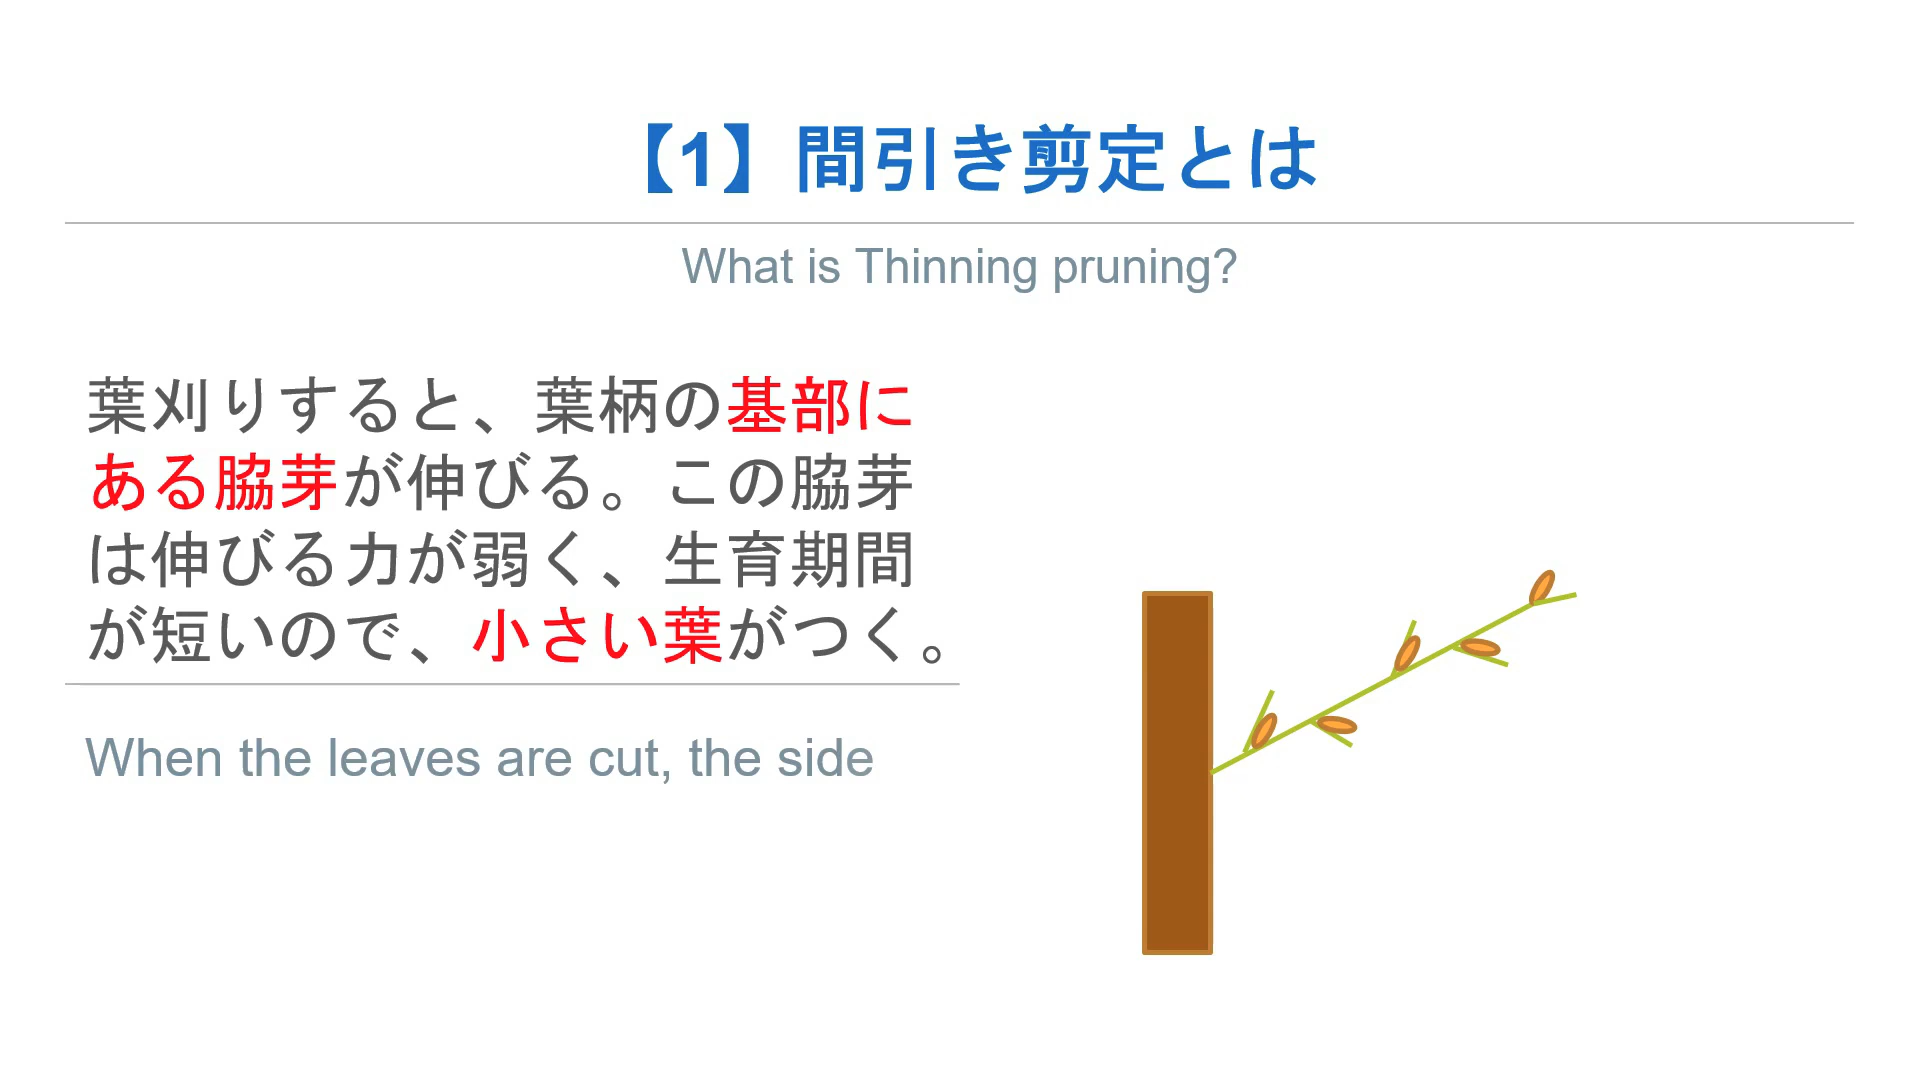 【1】間引き剪定とは
What is Thinning pruning?
葉刈りすると、葉柄の基部に
ある脇芽が伸びる。この脇芽
は伸びる力が弱く、生育期間
が短いので、小さい葉がつく。
When the leaves are cut, the side